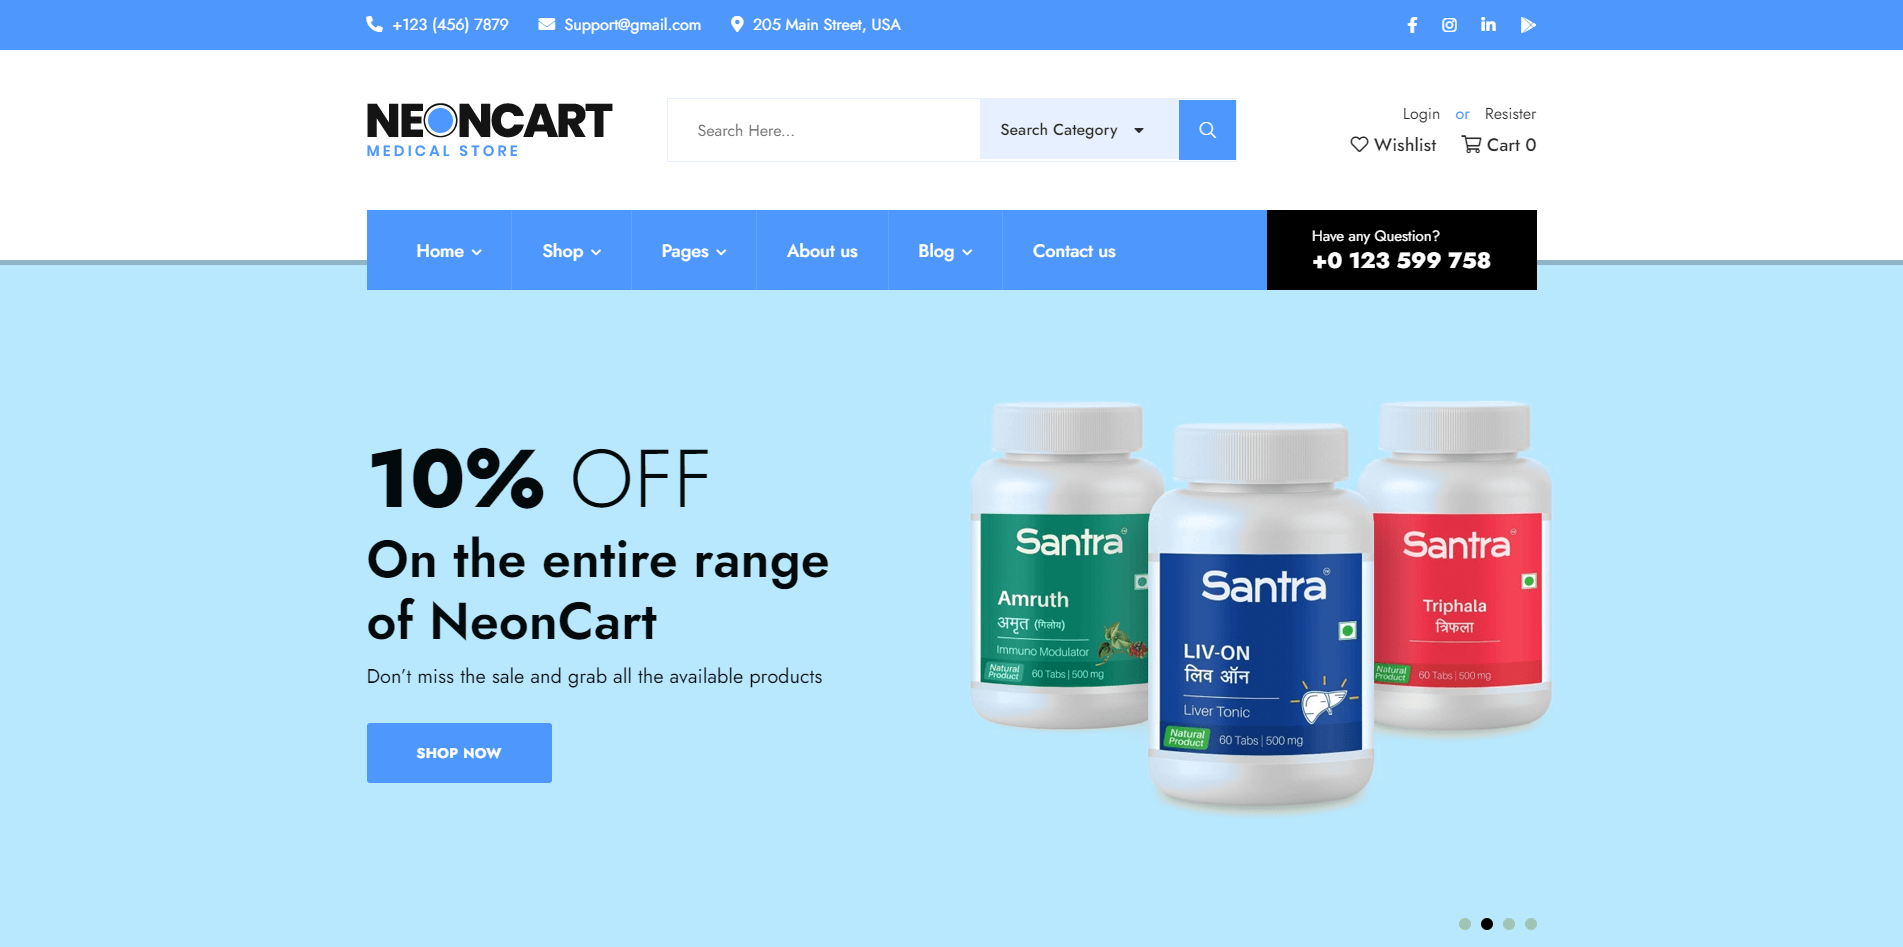 +123 (456) 7879 Support@gmail.com 205 Main Street, USA
NEONCART
MEDICAL STORE
Search Here...
Search Category
Login or Resister
Wishlist Cart 0
Home Shop Pages About us Blog Contact us
Have any Question?
+0 123 599 758
10% OFF
On the entire range
of NeonCart
Don't miss the sale and grab all the available products
SHOP NOW
Santra
Amruth
अमृत (गिलोय)
Immuno Modulator
Natural
Product
60 Tabs | 500 mg
Santra
LIV-ON
लिव ऑन
Liver Tonic
Natural
Product
60 Tabs | 500 mg
Santra
Triphala
त्रिफला
Natural
Product
60 Tabs | 500 mg